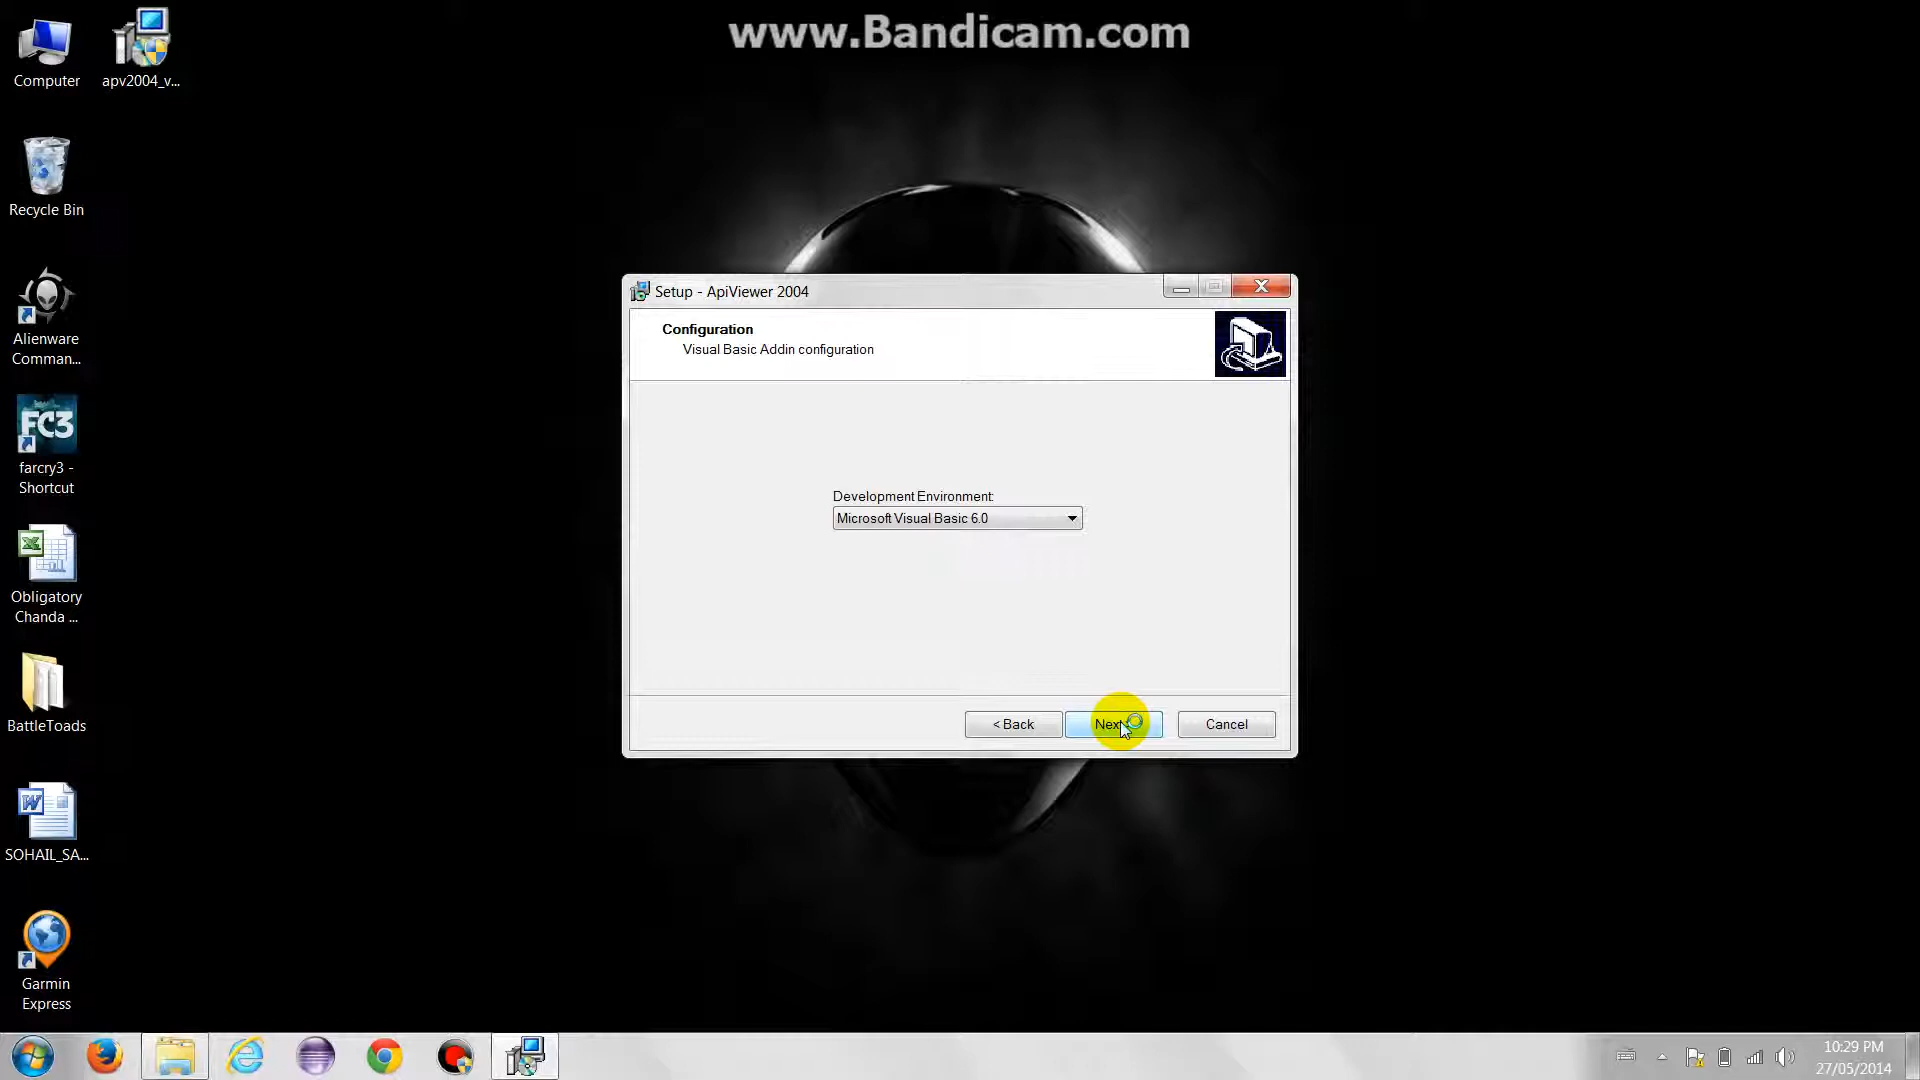 www.Bandicam.com
Computer
apv2004_v...
Recycle Bin
Alienware
Comman...
FC3
farcry3 -
Shortcut
Obligatory
Chanda ...
BattleToads
SOHAIL_SA...
Garmin
Express
Setup - ApiViewer 2004
Configuration
Visual Basic Addin configuration
Development Environment:
Microsoft Visual Basic 6.0
< Back
Cancel
10:29 PM
27/05/2014